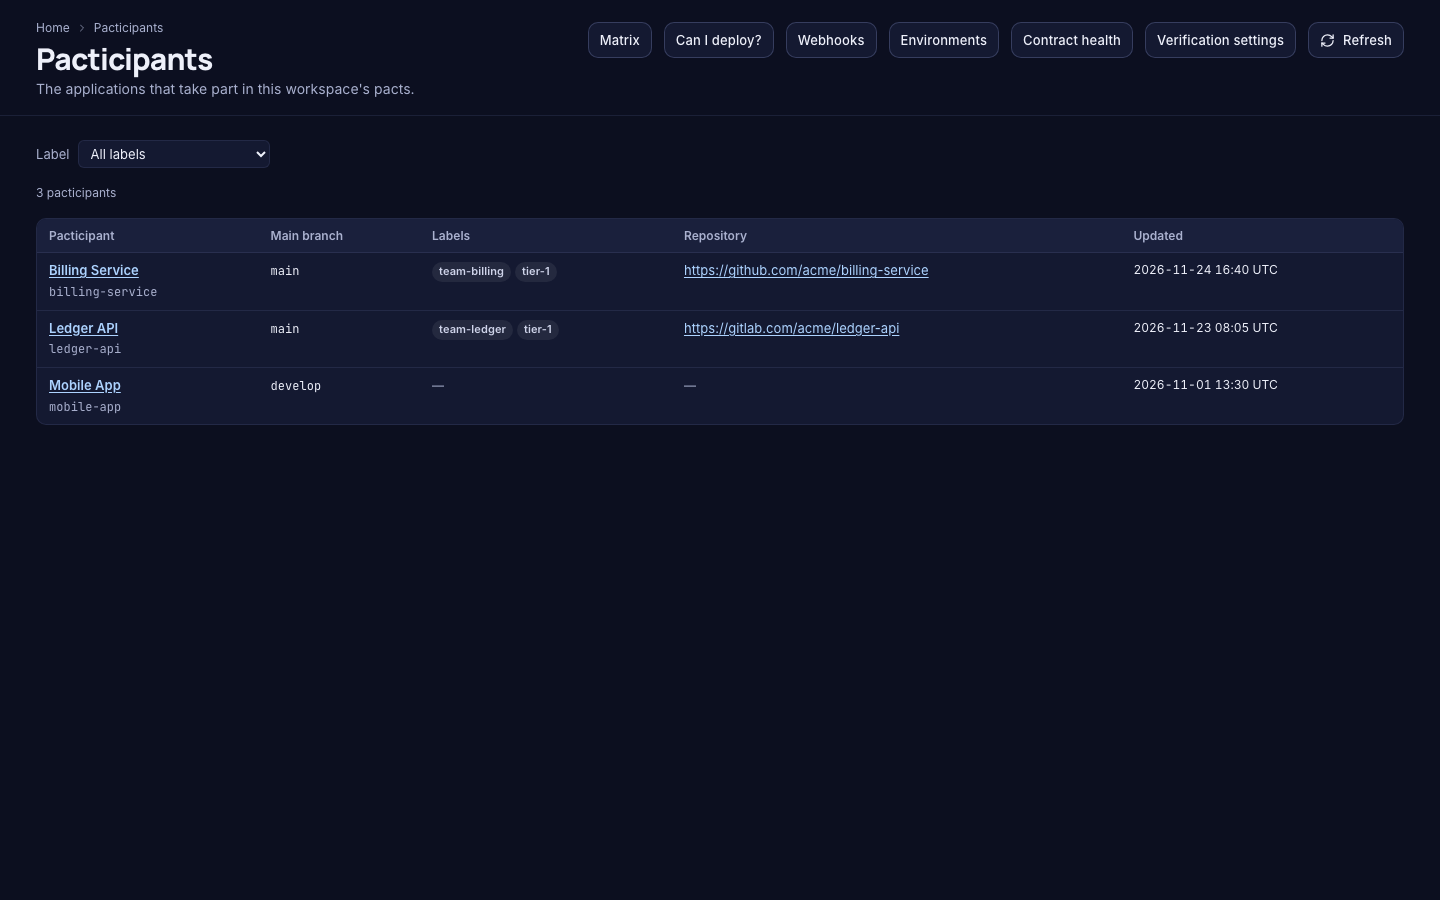 Home > Pacticipants
Pacticipants
The applications that take part in this workspace's pacts.
Matrix
Can I deploy?
Webhooks
Environments
Contract health
Verification settings
Refresh
Label All labels
3 pacticipants
Pacticipant Main branch Labels Repository Updated
Billing Service main team-billing tier-1 https://github.com/acme/billing-service 2026-11-24 16:40 UTC
billing-service
Ledger API main team-ledger tier-1 https://gitlab.com/acme/ledger-api 2026-11-23 08:05 UTC
ledger-api
Mobile App develop — — 2026-11-01 13:30 UTC
mobile-app